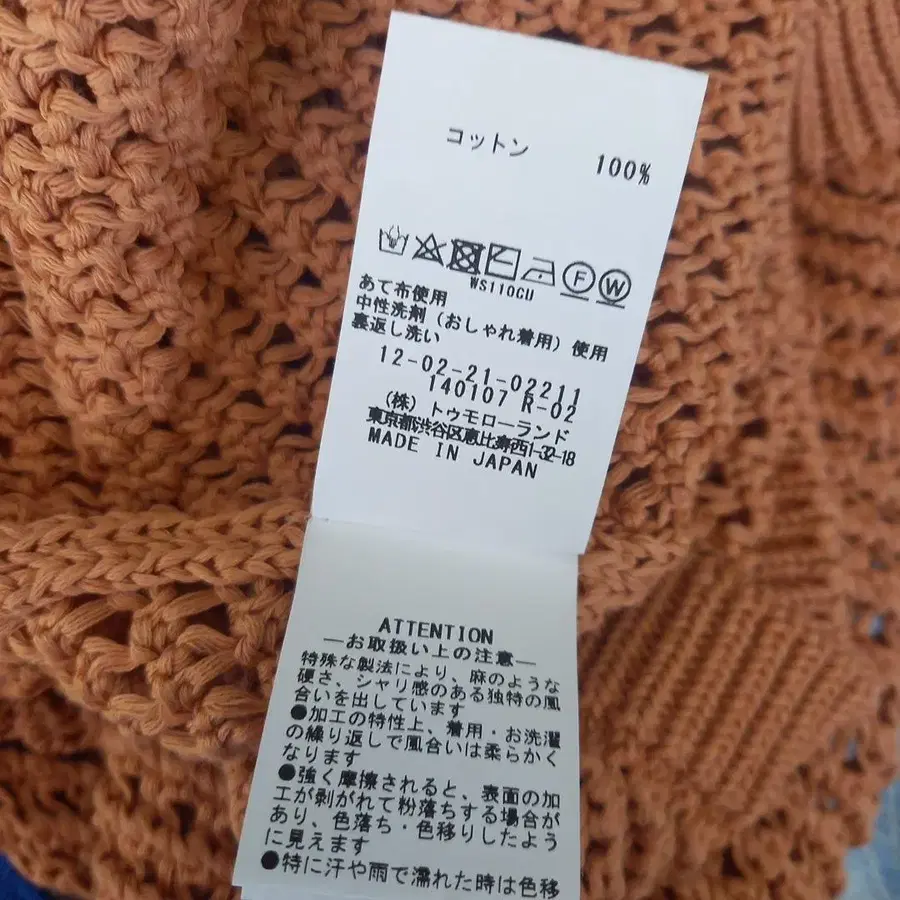 コットン 100%
F W
WS110CU
あて布使用
中性洗剤(おしゃれ着用)使用
裏返し洗い
12-02-21-02211
140107 R-02
(株)トゥモローランド
東京都渋谷区恵比寿西1-32-18
MADE IN JAPAN
ATTENTION
―お取扱い上の注意―
特殊な製法により、麻のような
硬さ、シャリ感のある独特の風
合いを出しています
●加工の特性上、着用・お洗濯
の繰り返しで風合いは柔らかく
なります
●強く摩擦されると、表面の加
工が剥がれて粉落ちする場合が
あり、色落ち・色移りしたよう
に見えます
●特に汗や雨で濡れた時は色移